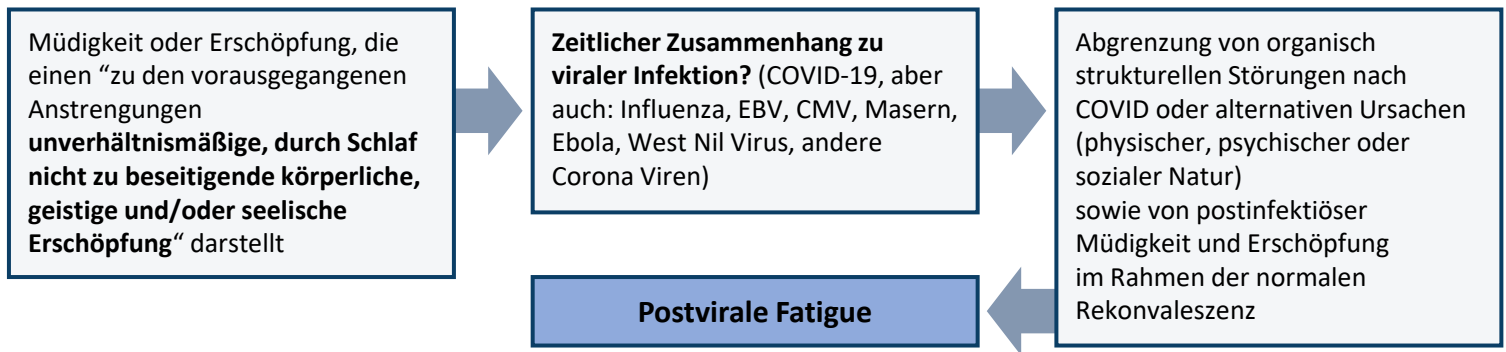 Müdigkeit oder Erschöpfung, die
einen “zu den vorausgegangenen
Anstrengungen
unverhältnismäßige, durch Schlaf
nicht zu beseitigende körperliche,
geistige und/oder seelische
Erschöpfung“ darstellt
Zeitlicher Zusammenhang zu
viraler Infektion? (COVID-19, aber
auch: Influenza, EBV, CMV, Masern,
Ebola, West Nil Virus, andere
Corona Viren)
Abgrenzung von organisch
strukturellen Störungen nach
COVID oder alternativen Ursachen
(physischer, psychischer oder
sozialer Natur)
sowie von postinfektiöser
Müdigkeit und Erschöpfung
im Rahmen der normalen
Rekonvaleszenz
Postvirale Fatigue